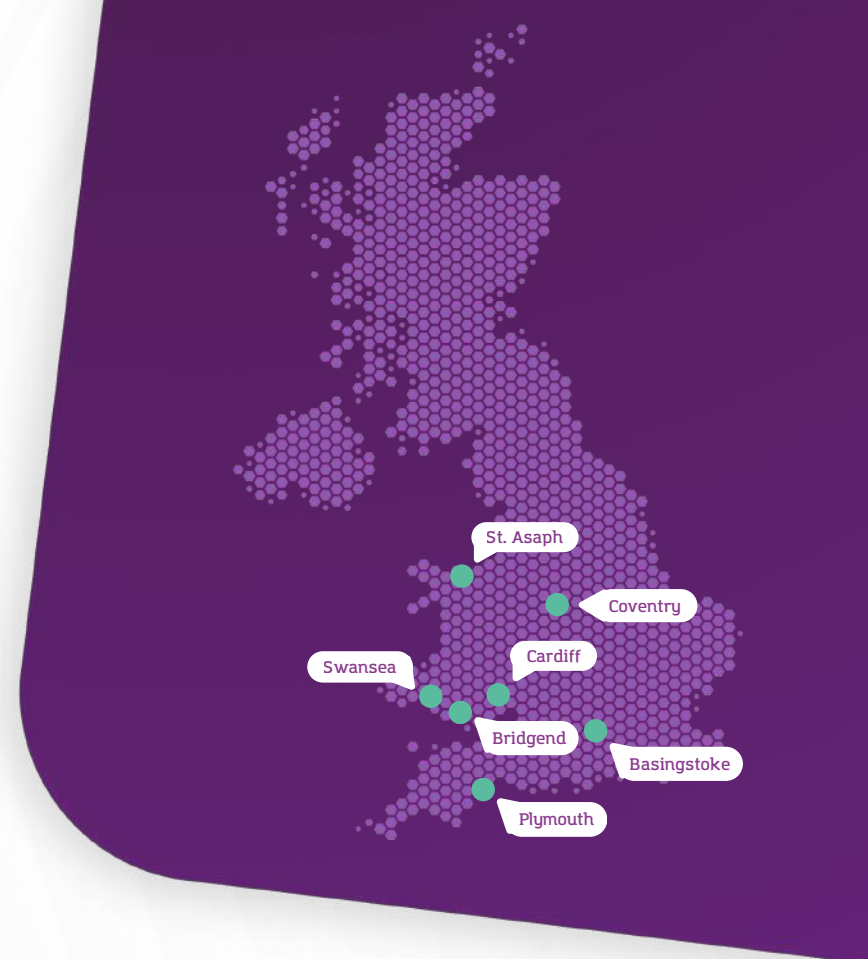 St. Asaph
Coventry
Cardiff
Swansea
Bridgend
Basingstoke
Plymouth